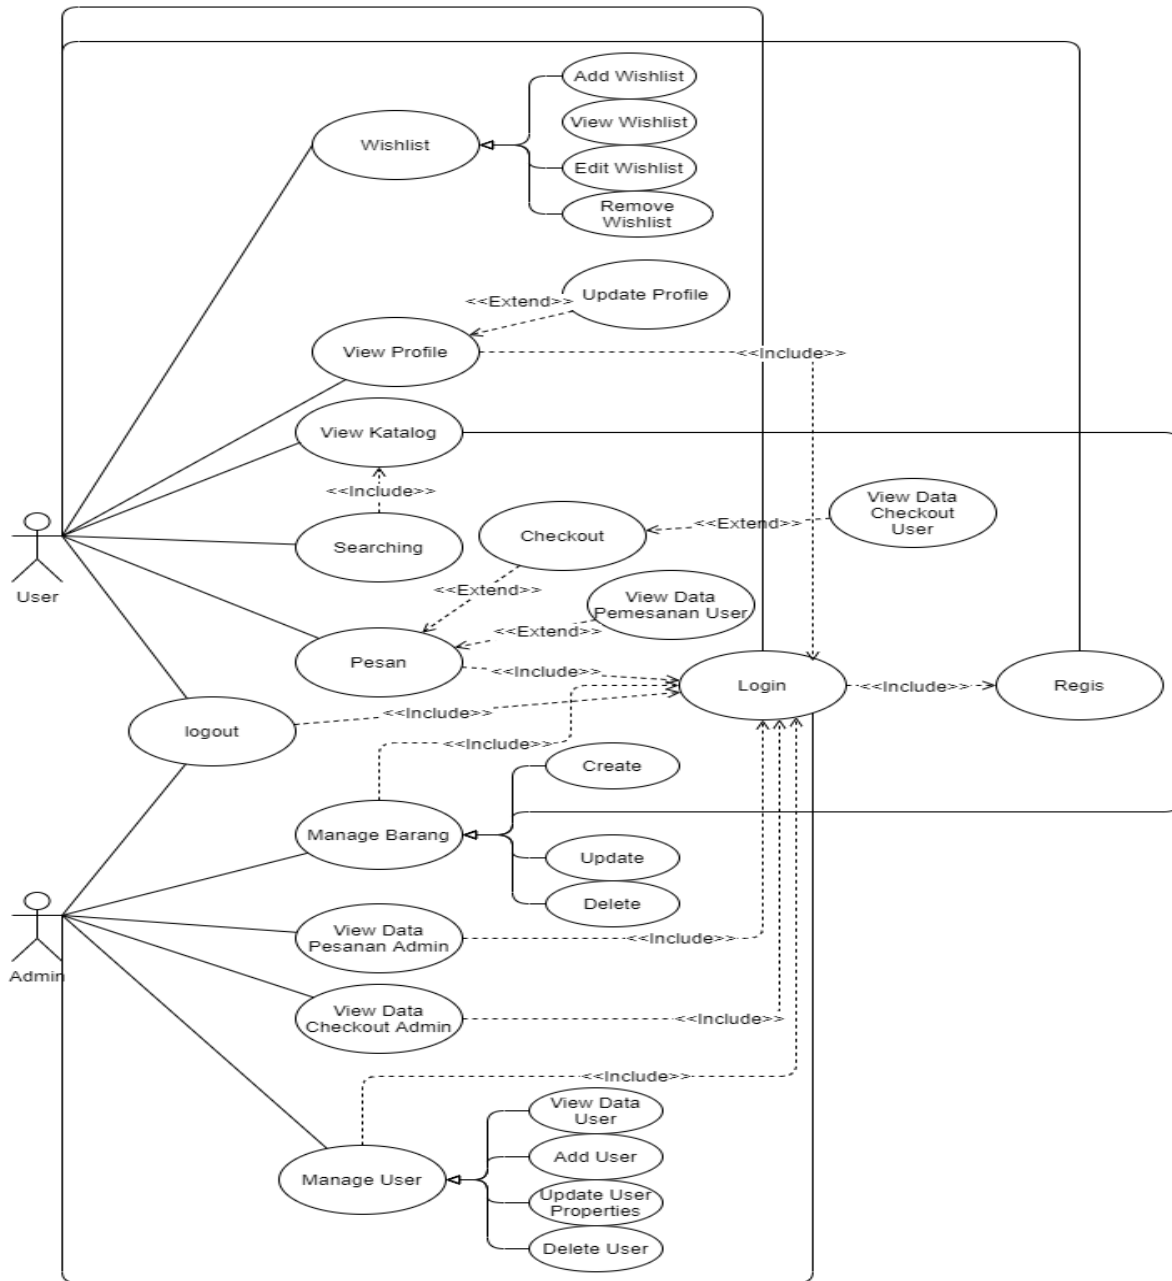 Add Wishlist
View Wishlist
Wishlist
Edit Wishlist
Remove
Wishlist
Update Profile
<<Extend>>
View Profile
<<Include>>
View Katalog
<<Include>>
View Data
Checkout
User
<<Extend>>
Checkout
Searching
User
<<Extend>>
View Data
Pemesanan User
<<Extend>>
Pesan
<<Include>>
Login
<<Include>>
Regis
<<Include>>
logout
<<Include>>
Create
Manage Barang
Update
Delete
View Data
Pesanan Admin
<<Include>>
Admin
View Data
Checkout Admin
<<Include>>
<<Include>>
View Data
User
Add User
Manage User
Update User
Properties
Delete User